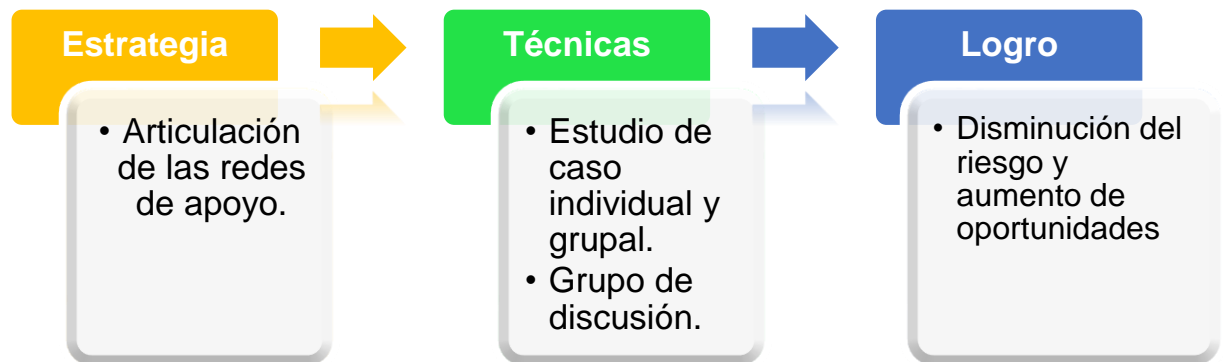 Estrategia
• Articulación
de las redes
de apoyo.
Técnicas
• Estudio de
caso
individual y
grupal.
• Grupo de
discusión.
Logro
• Disminución del
riesgo y
aumento de
oportunidades